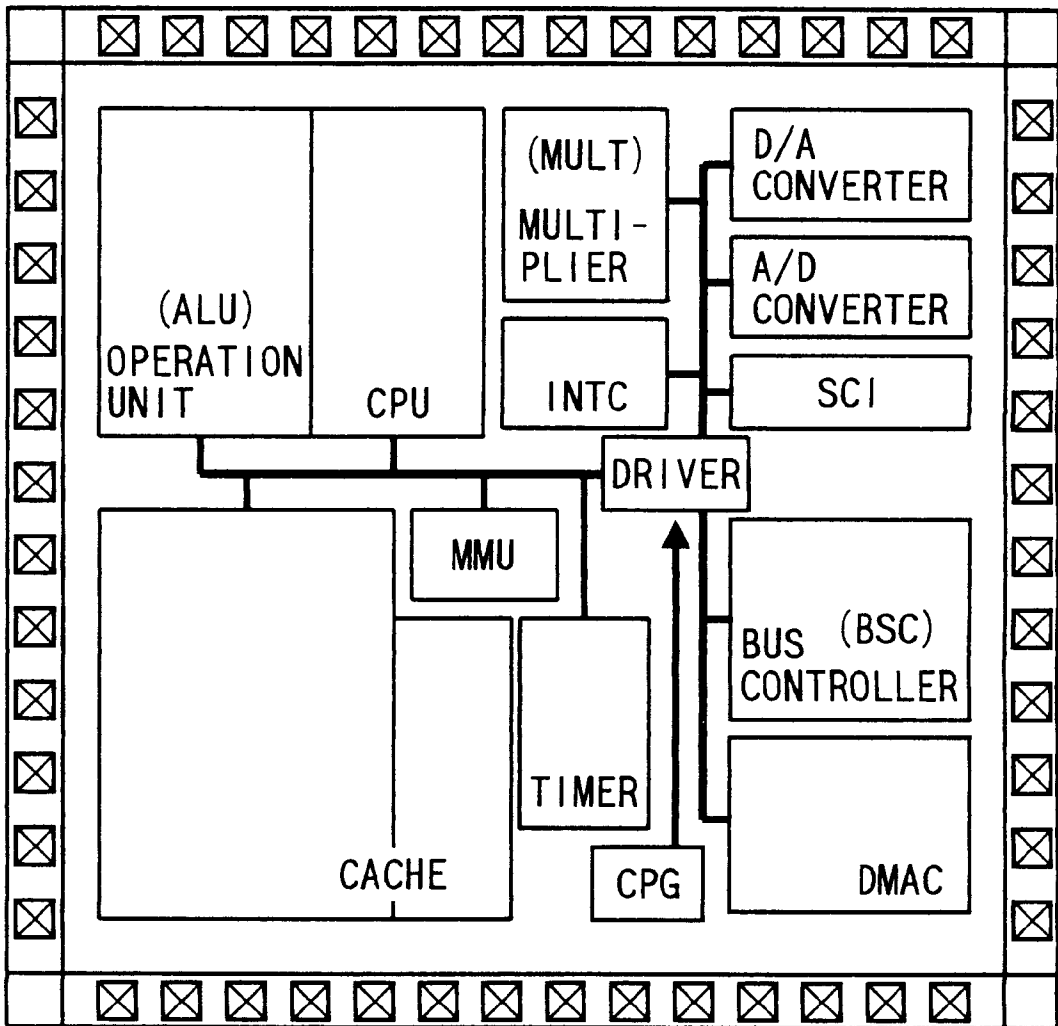 (ALU)
OPERATION
UNIT
CPU
(MULT)
MULTI-
PLIER
D/A
CONVERTER
A/D
CONVERTER
INTC
SCI
DRIVER
MMU
BUS (BSC)
CONTROLLER
TIMER
CACHE
CPG
DMAC